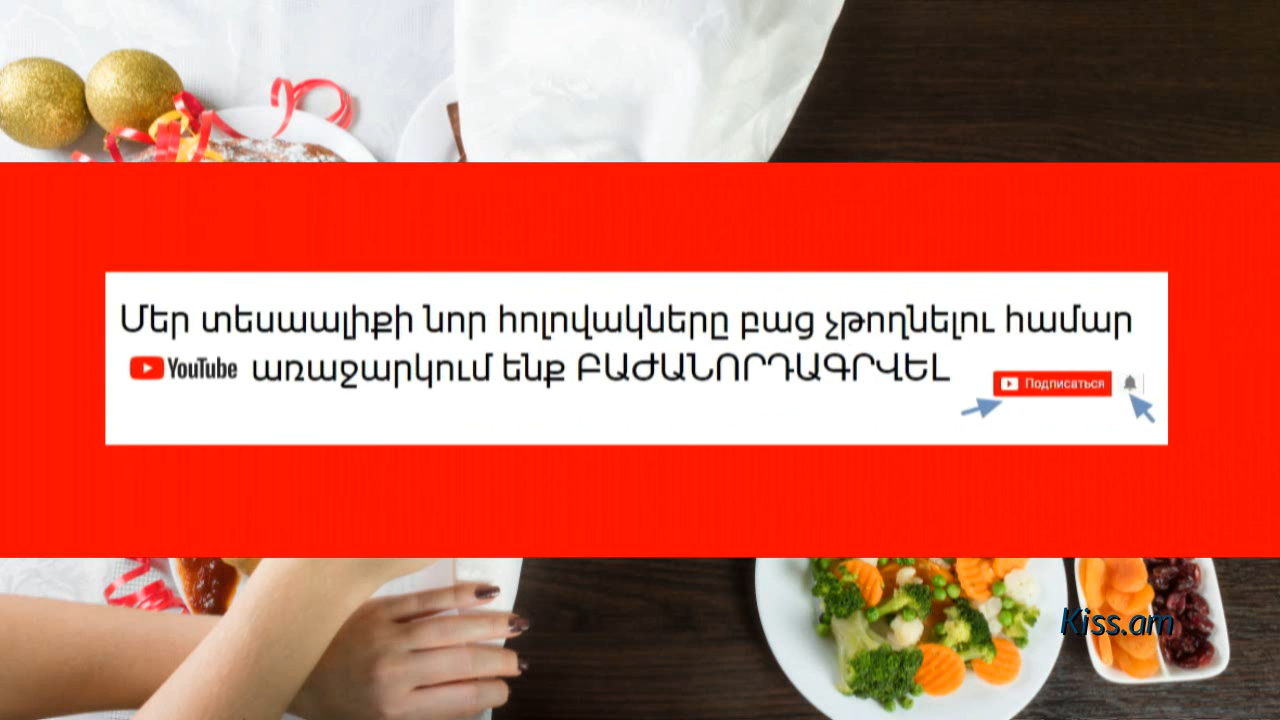 Մեր տեսաալիքի նոր հոլովակները բաց չթողնելու համար
YouTube առաջարկում ենք ԲԱԺԱՆՈՐԴԱԳՐՎԵԼ
Подписаться
Kiss.am